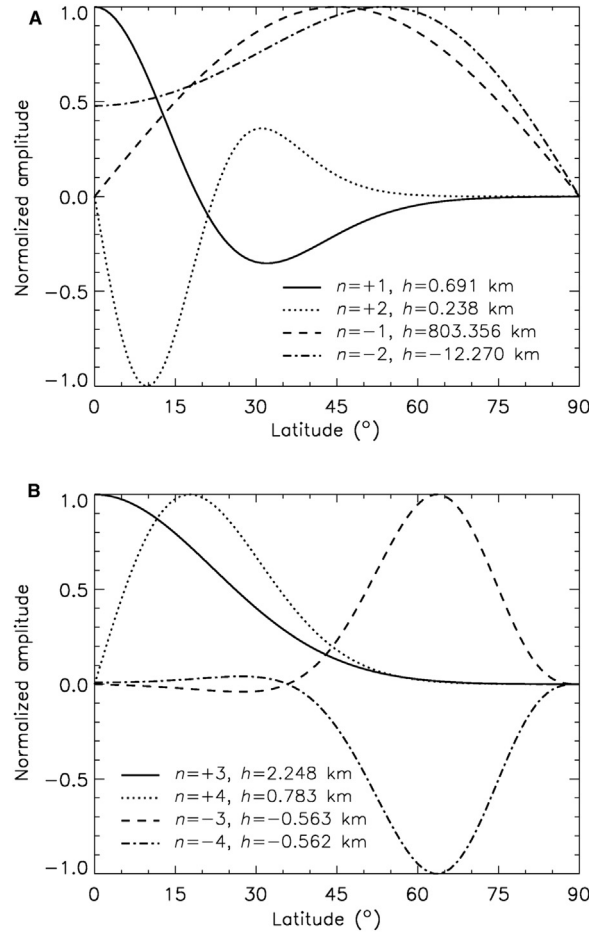 A
1.0
0.5
0.0
−0.5
−1.0
Normalized amplitude
n=+1, h=0.691 km
n=+2, h=0.238 km
n=−1, h=803.356 km
n=−2, h=−12.270 km
0 15 30 45 60 75 90
Latitude (°)
B
1.0
0.5
0.0
−0.5
−1.0
Normalized amplitude
n=+3, h=2.248 km
n=+4, h=0.783 km
n=−3, h=−0.563 km
n=−4, h=−0.562 km
0 15 30 45 60 75 90
Latitude (°)